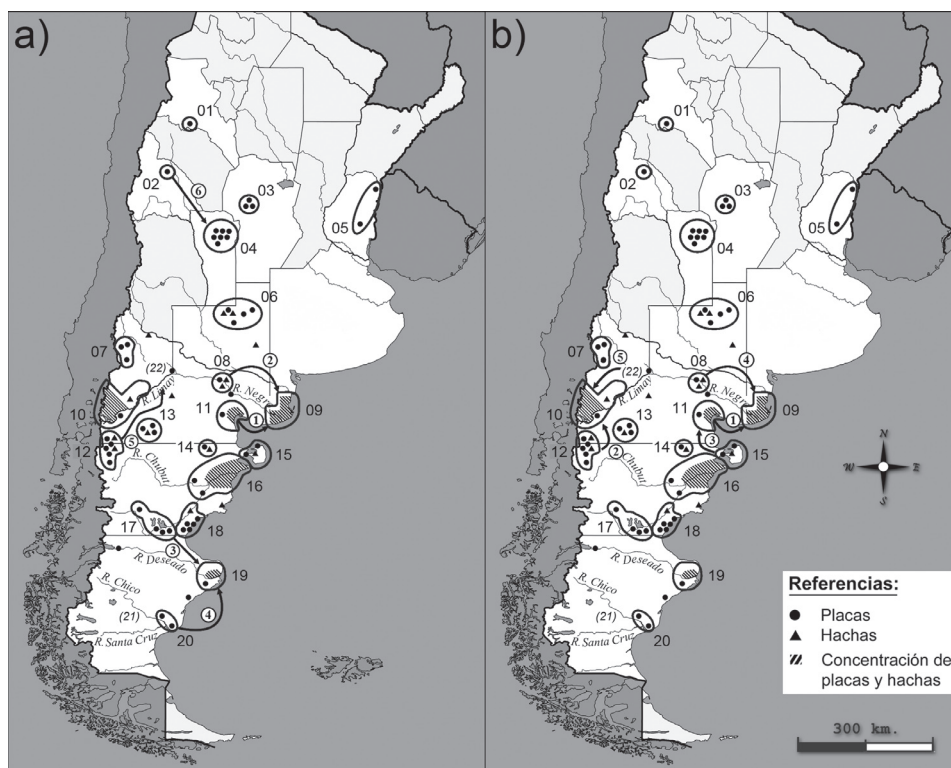 a)
01
02
⑥
03
04
05
06
07
(22)
08
②
R. Limay
R. Negro
10
11
①
09
13
12
⑤
14
15
R. Chubut
16
17
18
③
R. Deseado
19
R. Chico
④
(21)
20
R. Santa Cruz
b)
01
02
03
04
05
06
07
⑤
(22)
08
④
R. Limay
R. Negro
10
11
①
09
13
③
12
②
14
15
R. Chubut
16
17
18
R. Deseado
19
R. Chico
(21)
20
R. Santa Cruz
N
W E
S
Referencias:
Placas
Hachas
Concentración de
placas y hachas
300 km.